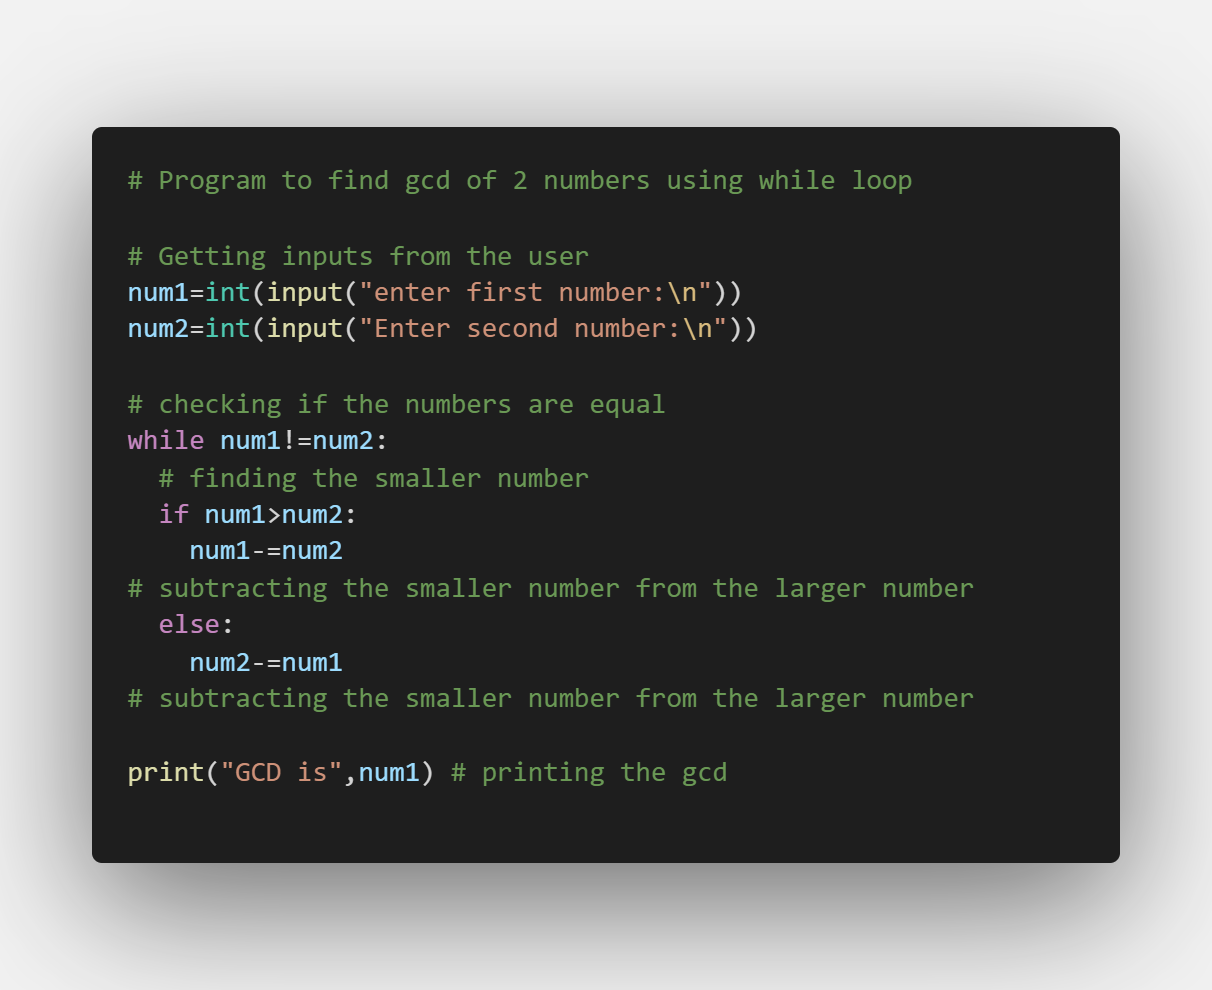 # Program to find gcd of 2 numbers using while loop
# Getting inputs from the user
num1=int(input("enter first number:\n"))
num2=int(input("Enter second number:\n"))
# checking if the numbers are equal
while num1!=num2:
  # finding the smaller number
  if num1>num2:
    num1-=num2
# subtracting the smaller number from the larger number
  else:
    num2-=num1
# subtracting the smaller number from the larger number
print("GCD is",num1) # printing the gcd